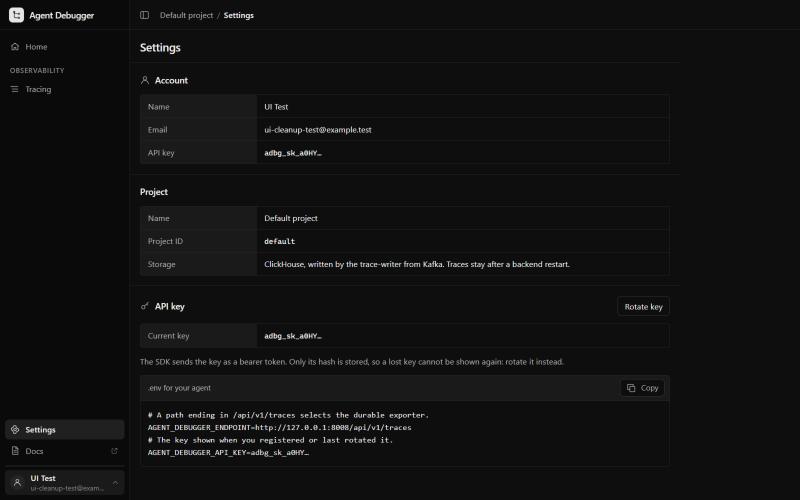 Agent Debugger
Default project / Settings
Home
OBSERVABILITY
Tracing
Settings
Account
Name UI Test
Email ui-cleanup-test@example.test
API key adbg_sk_a0HY…
Project
Name Default project
Project ID default
Storage ClickHouse, written by the trace-writer from Kafka. Traces stay after a backend restart.
API key Rotate key
Current key adbg_sk_a0HY…
The SDK sends the key as a bearer token. Only its hash is stored, so a lost key cannot be shown again: rotate it instead.
.env for your agent Copy
# A path ending in /api/v1/traces selects the durable exporter.
AGENT_DEBUGGER_ENDPOINT=http://127.0.0.1:8008/api/v1/traces
# The key shown when you registered or last rotated it.
AGENT_DEBUGGER_API_KEY=adbg_sk_a0HY…
Settings
Docs
UI Test
ui-cleanup-test@exam...